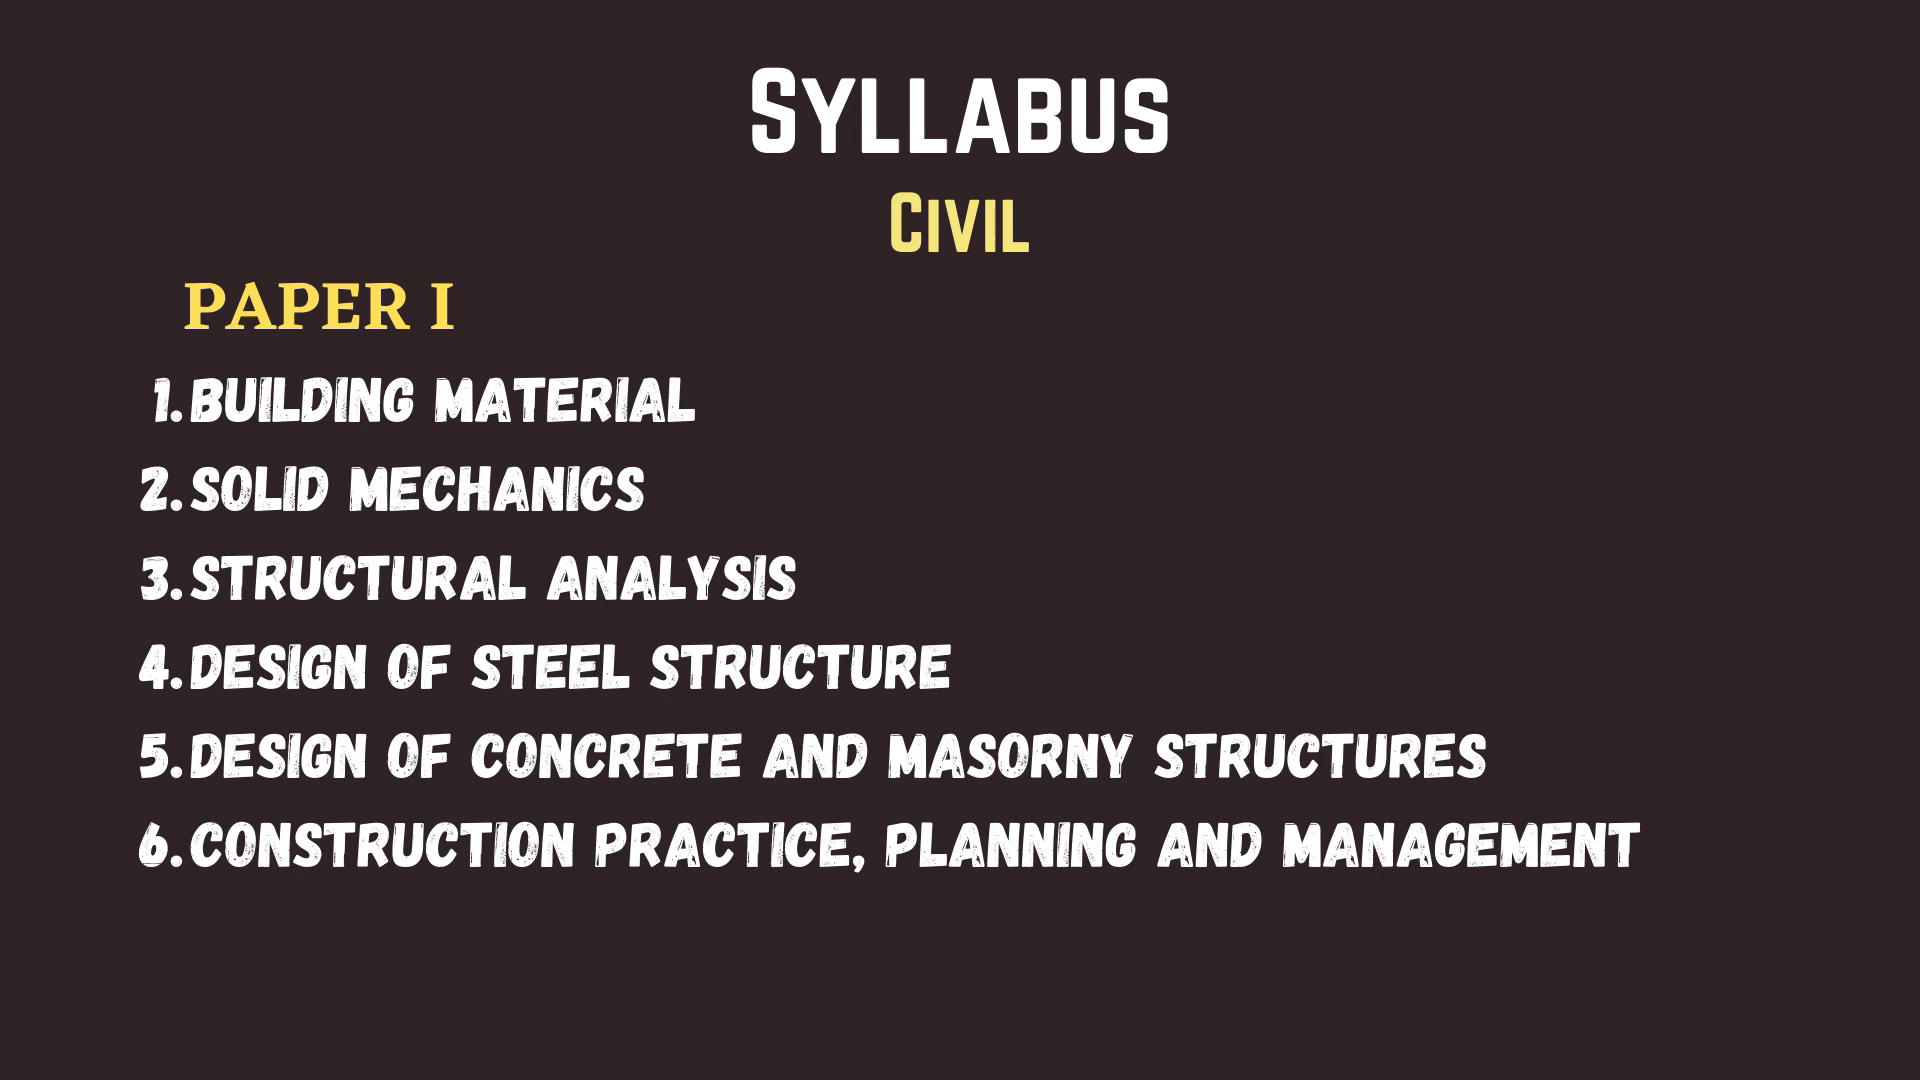 Syllabus
Civil
PAPER I
1. BUILDING MATERIAL
2. SOLID MECHANICS
3. STRUCTURAL ANALYSIS
4. DESIGN OF STEEL STRUCTURE
5. DESIGN OF CONCRETE AND MASORNY STRUCTURES
6. CONSTRUCTION PRACTICE, PLANNING AND MANAGEMENT